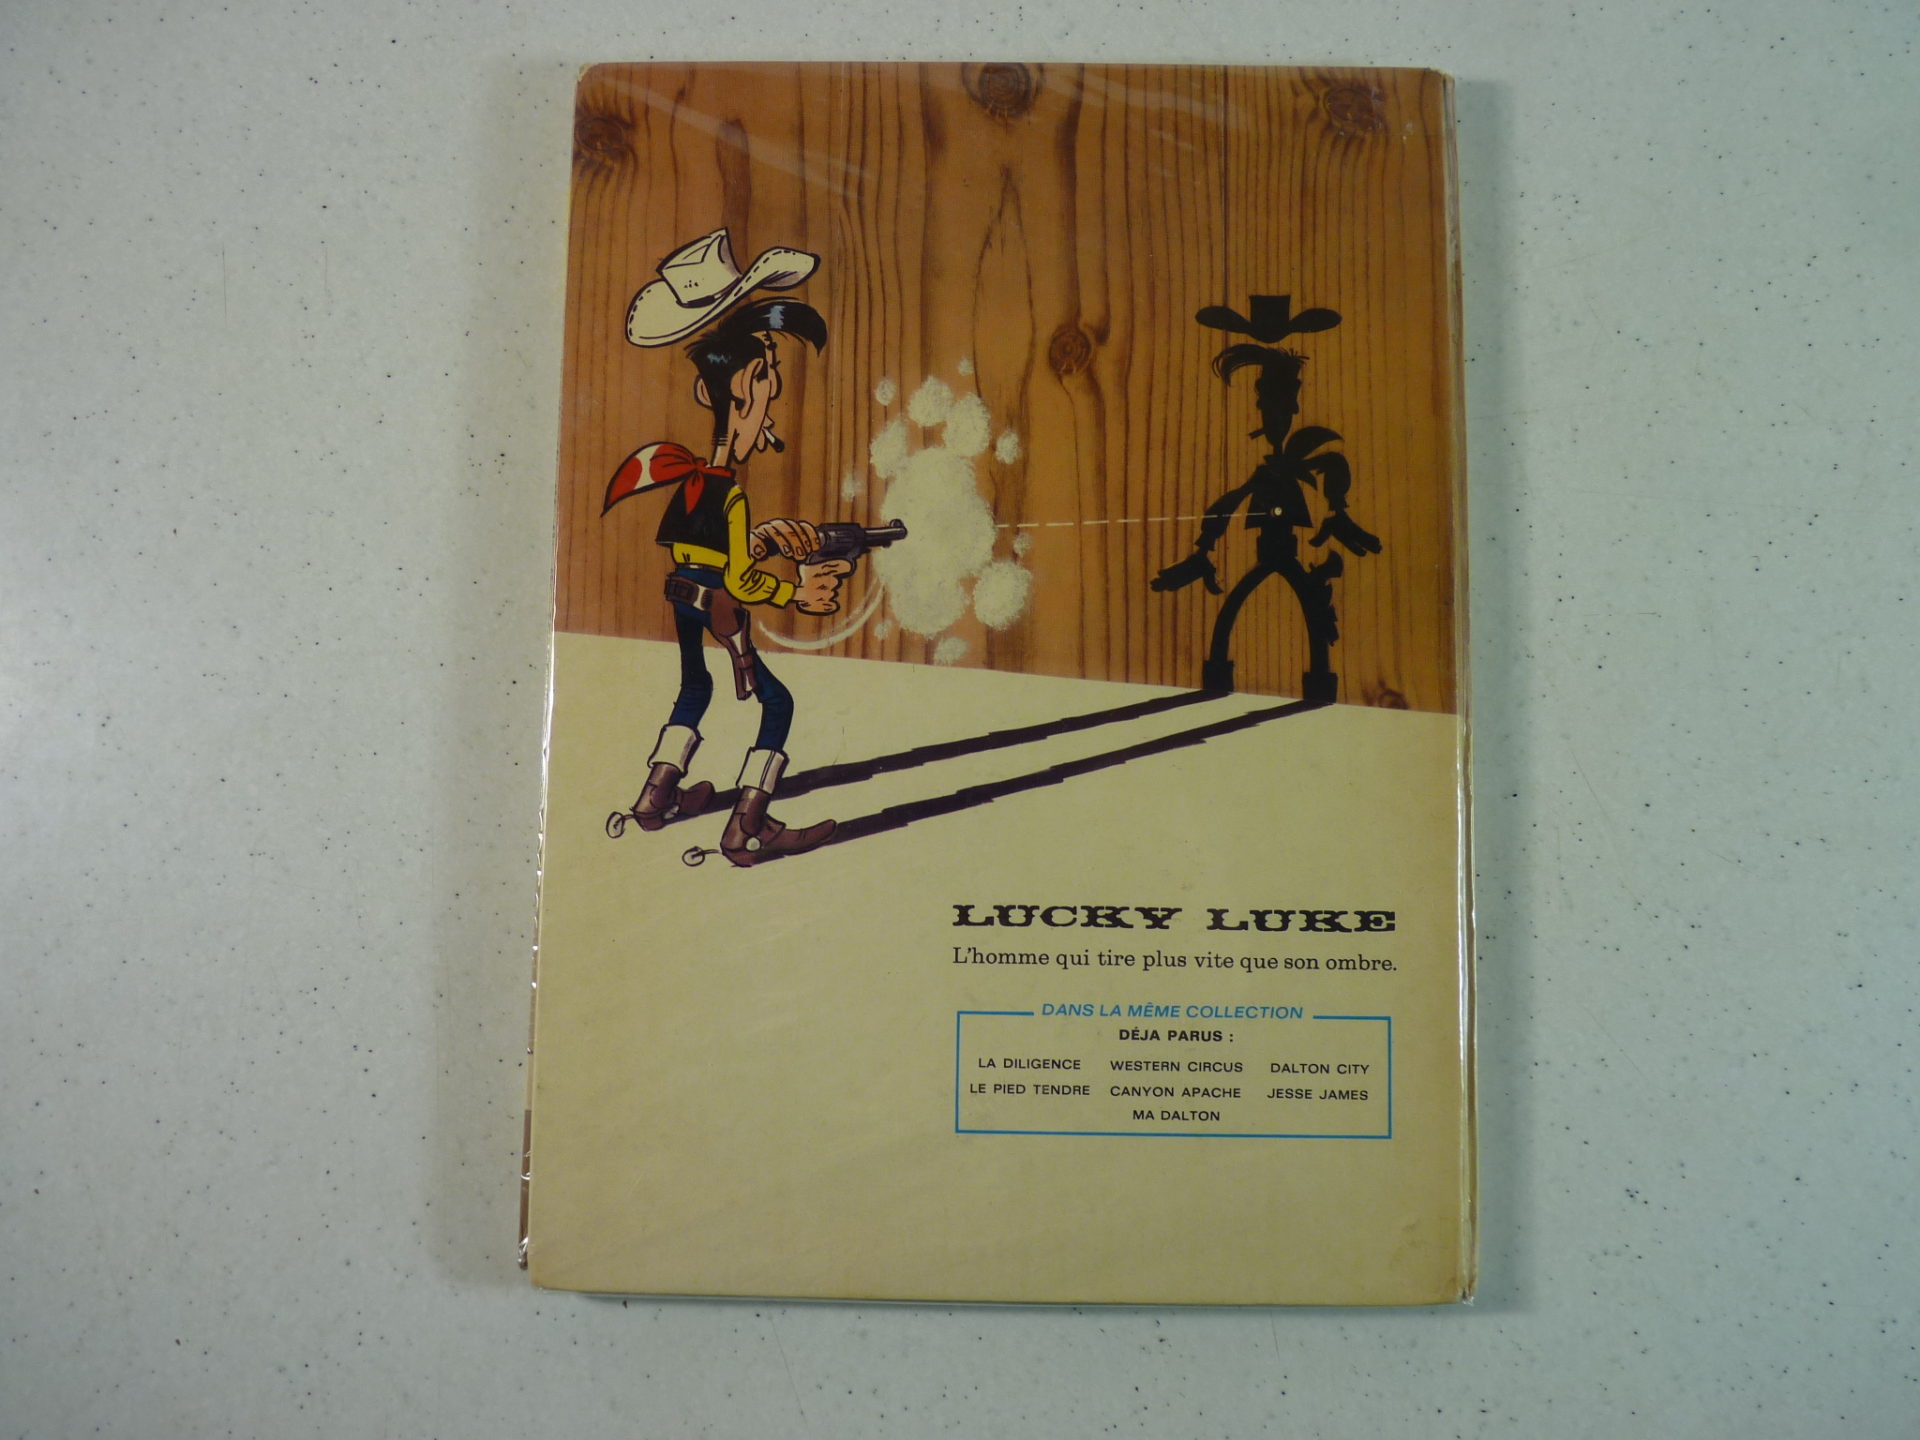 LUCKY LUKE
L'homme qui tire plus vite que son ombre.
DANS LA MÊME COLLECTION
DÉJA PARUS :
LA DILIGENCE WESTERN CIRCUS DALTON CITY
LE PIED TENDRE CANYON APACHE JESSE JAMES
MA DALTON